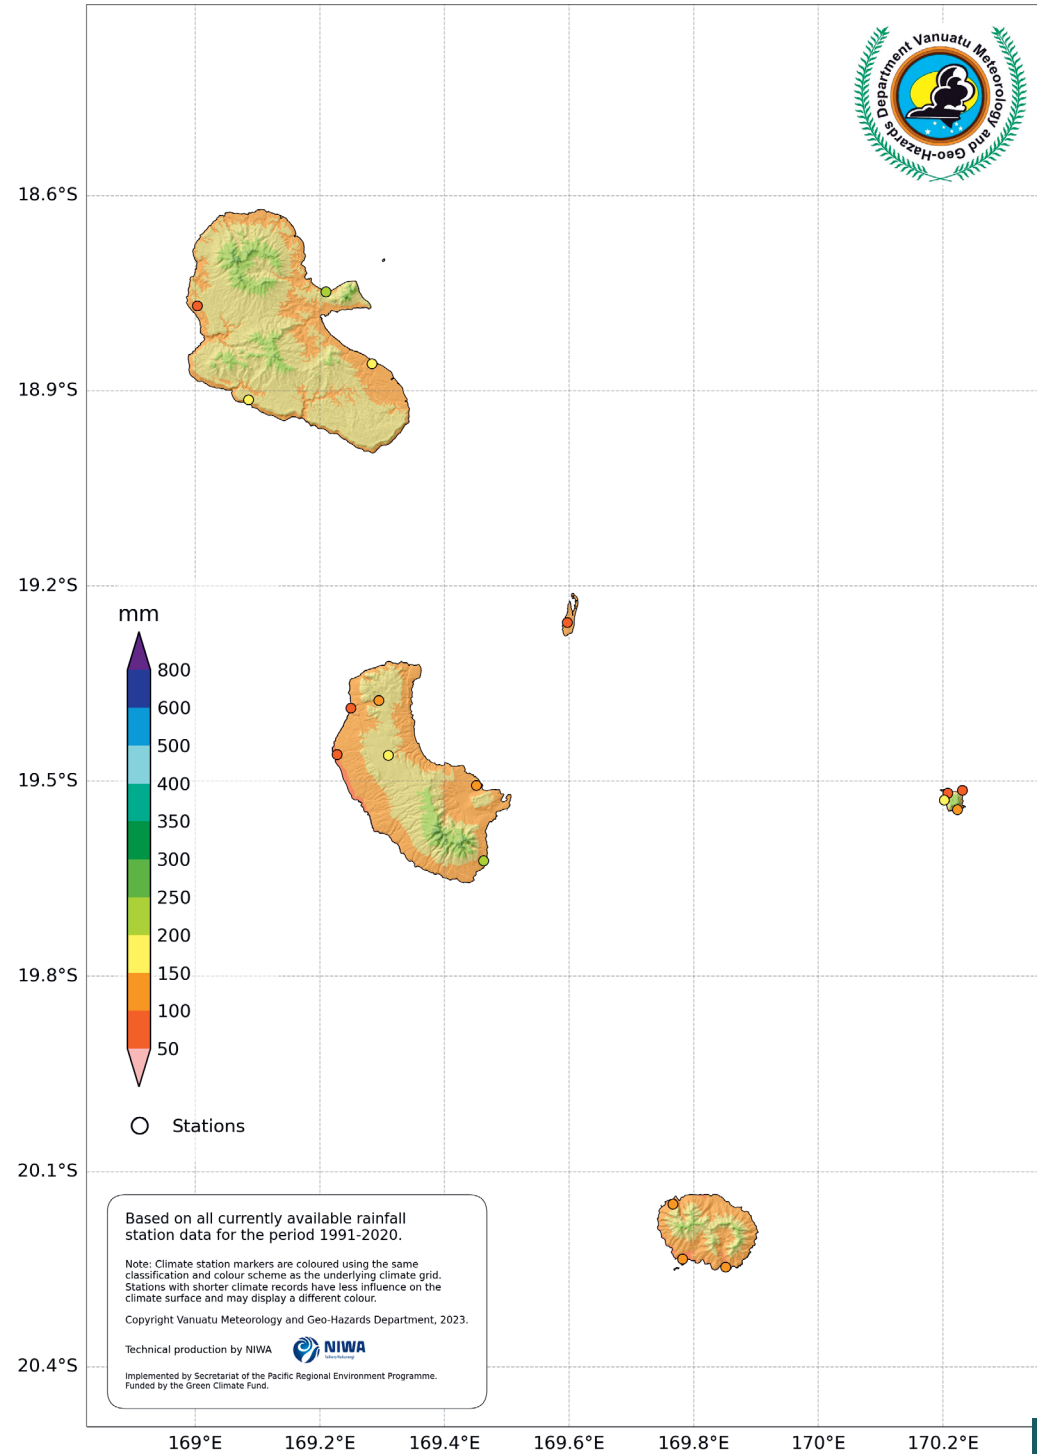 Vanuatu Meteorology and Geo-Hazards Department
18.6°S
18.9°S
19.2°S
mm
800
600
500
400
350
300
250
200
150
100
50
19.5°S
19.8°S
Stations
20.1°S
Based on all currently available rainfall
station data for the period 1991-2020.
Note: Climate station markers are coloured using the same
classification and colour scheme as the underlying climate grid.
Stations with shorter climate records have less influence on the
climate surface and may display a different colour.
Copyright Vanuatu Meteorology and Geo-Hazards Department, 2023.
Technical production by NIWA
NIWA
Implemented by Secretariat of the Pacific Regional Environment Programme.
Funded by the Green Climate Fund.
20.4°S
169°E 169.2°E 169.4°E 169.6°E 169.8°E 170°E 170.2°E